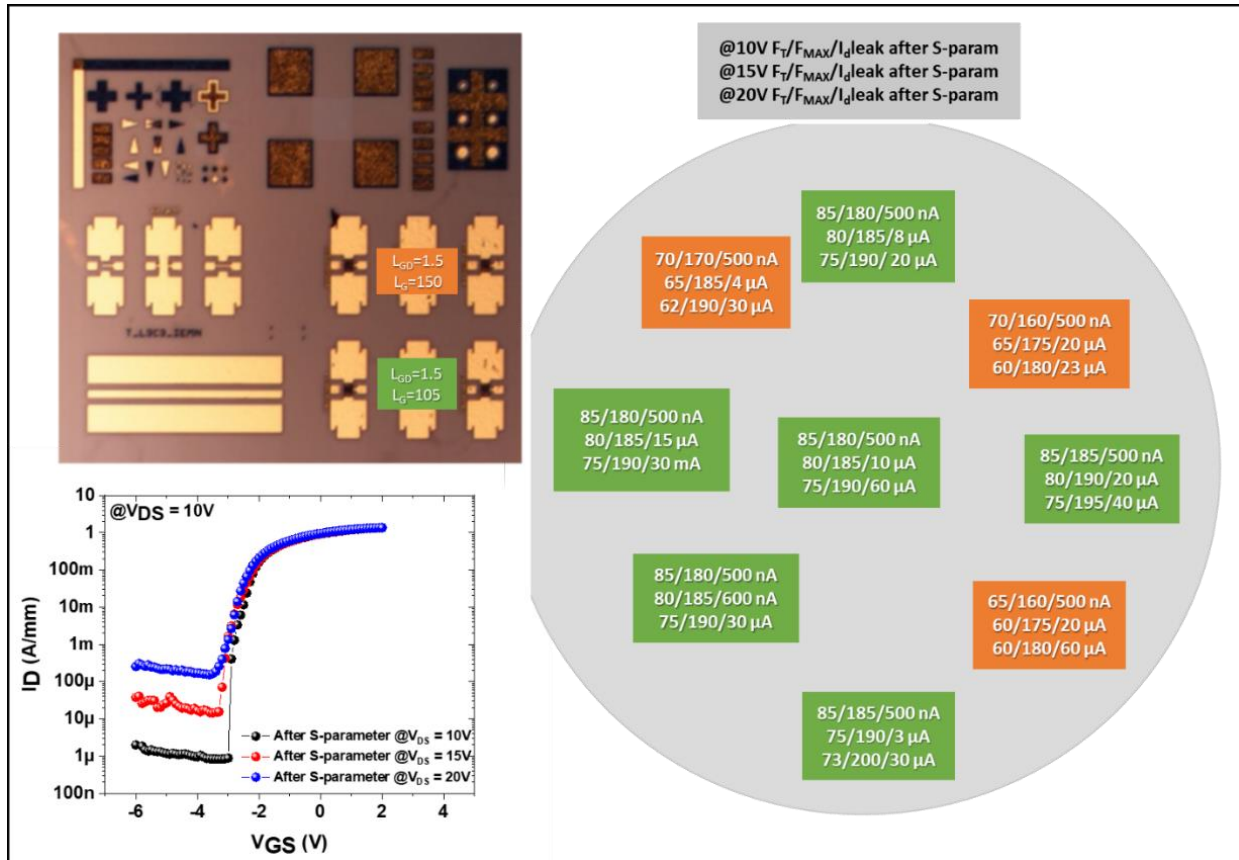 L_GD=1.5
L_G=150
T_LSC9_IEMN
L_GD=1.5
L_G=105
@V_DS = 10V
10
1
100m
10m
1m
100µ
10µ
1µ
100n
I_D (A/mm)
After S-parameter @V_DS = 10V
After S-parameter @V_DS = 15V
After S-parameter @V_DS = 20V
-6 -4 -2 0 2 4
V_GS (V)
@10V F_T/F_MAX/I_dleak after S-param
@15V F_T/F_MAX/I_dleak after S-param
@20V F_T/F_MAX/I_dleak after S-param
85/180/500 nA
80/185/8 µA
75/190/ 20 µA
70/170/500 nA
65/185/4 µA
62/190/30 µA
70/160/500 nA
65/175/20 µA
60/180/23 µA
85/180/500 nA
80/185/15 µA
75/190/30 mA
85/180/500 nA
80/185/10 µA
75/190/60 µA
85/185/500 nA
80/190/20 µA
75/195/40 µA
85/180/500 nA
80/185/600 nA
75/190/30 µA
65/160/500 nA
60/175/20 µA
60/180/60 µA
85/185/500 nA
75/190/3 µA
73/200/30 µA